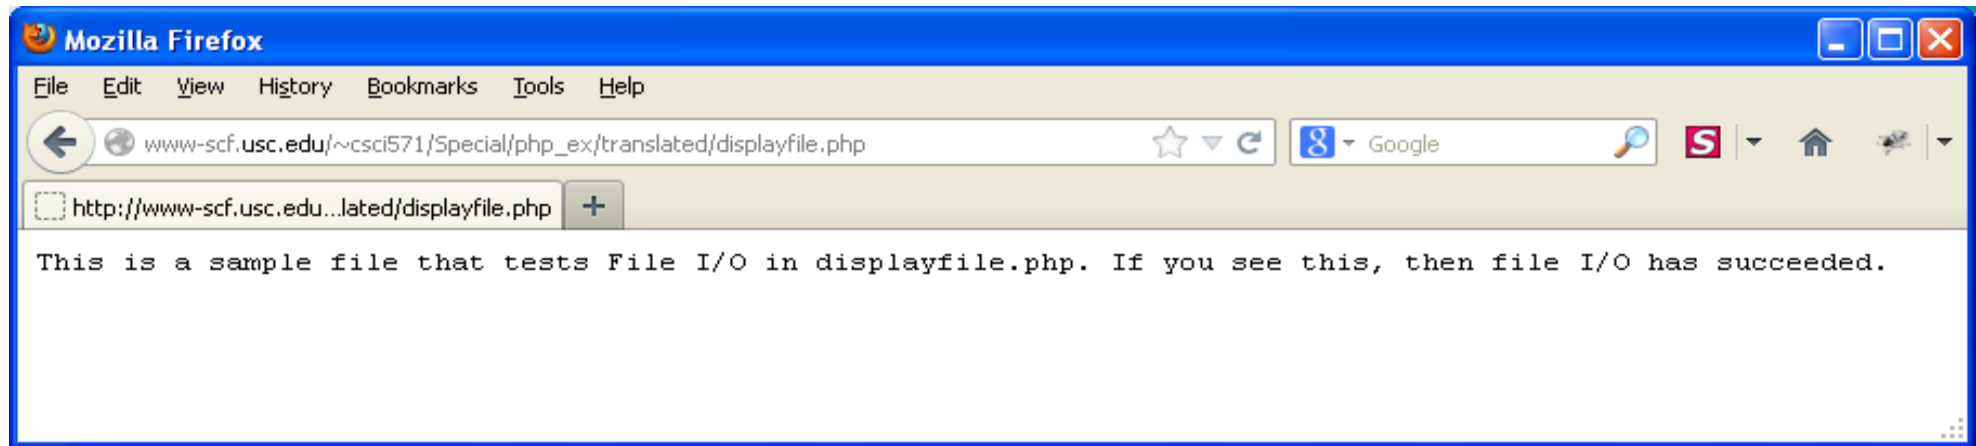 Mozilla Firefox
File Edit View History Bookmarks Tools Help
www-scf.usc.edu/~csci571/Special/php_ex/translated/displayfile.php 8 Google S
http://www-scf.usc.edu...lated/displayfile.php +
This is a sample file that tests File I/O in displayfile.php. If you see this, then file I/O has succeeded.